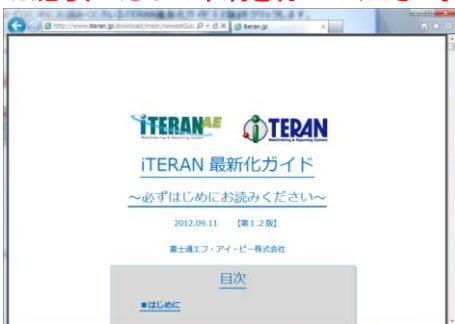 http://www.iteran.jp/download/main/newestGui
iteran.jp
iTERAN AE
iTERAN
iTERAN 最新化ガイド
～必ずはじめにお読みください～
2012.09.11 【第1.2版】
富士通エフ・アイ・ピー株式会社
目次
■はじめに